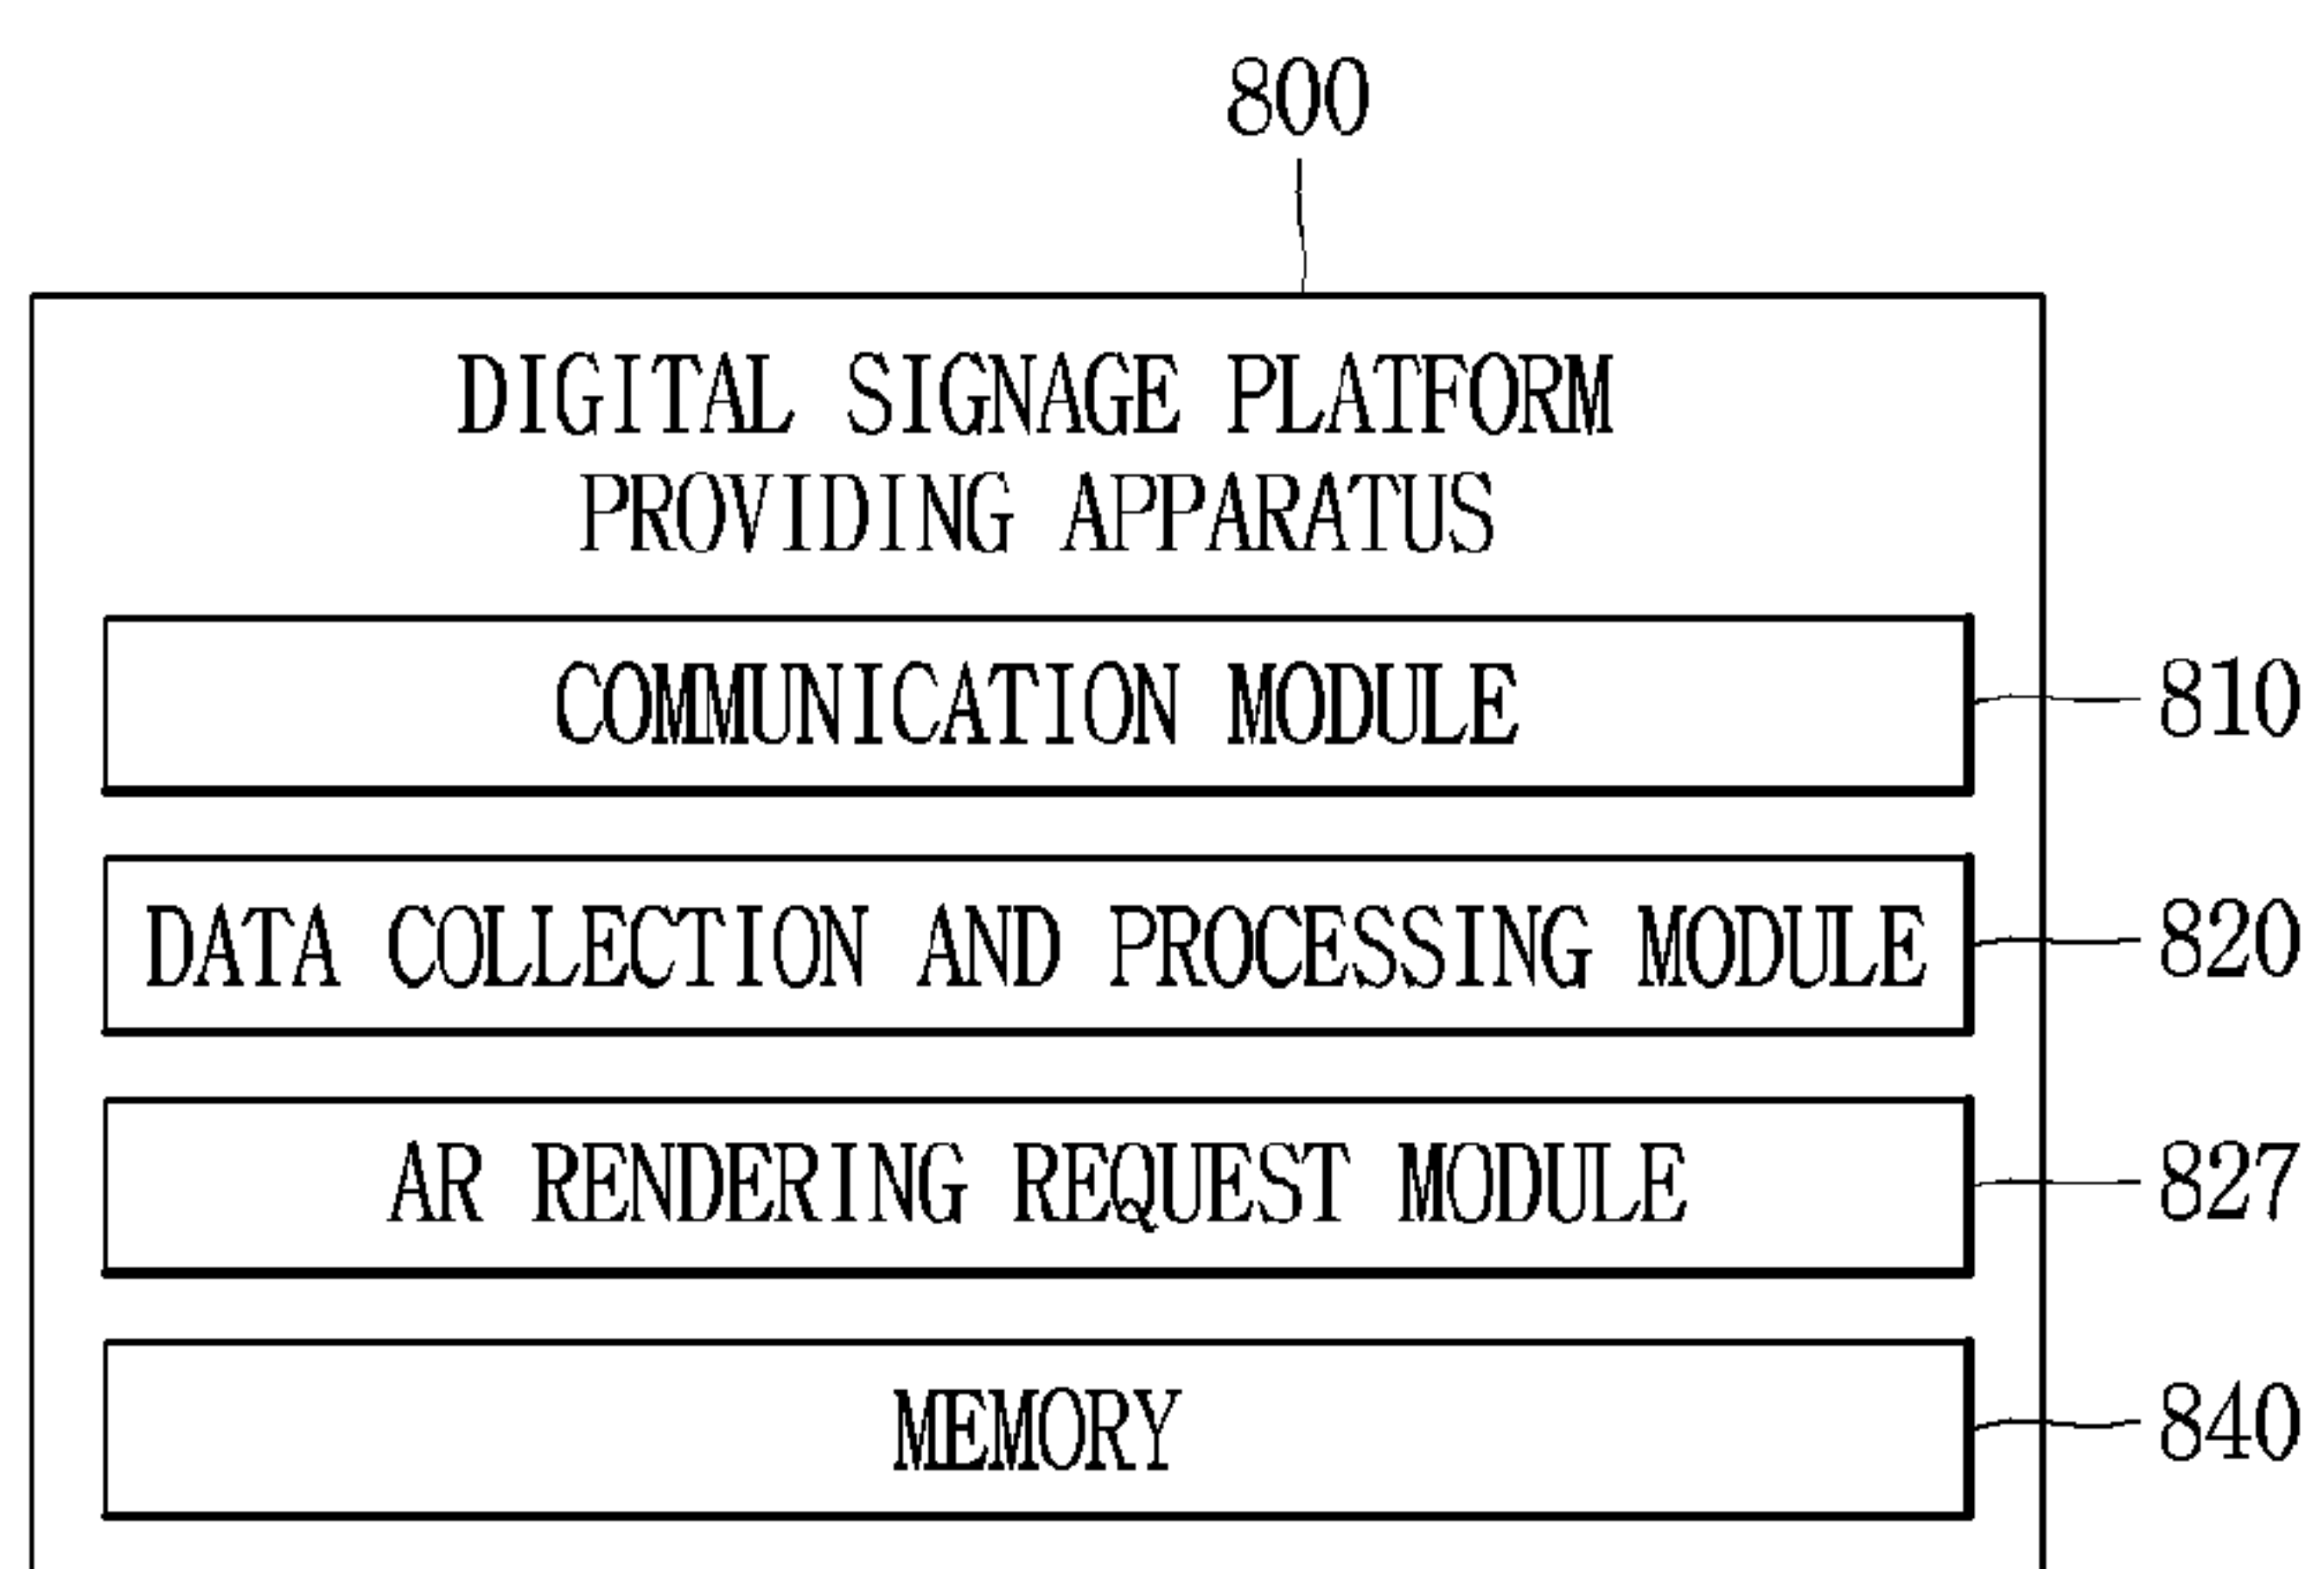 800
DIGITAL SIGNAGE PLATFORM
PROVIDING APPARATUS
COMMUNICATION MODULE 810
DATA COLLECTION AND PROCESSING MODULE 820
AR RENDERING REQUEST MODULE 827
MEMORY 840